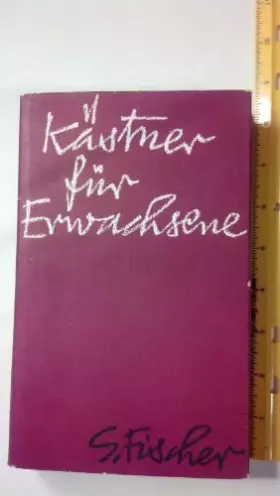 Kästner
für
Erwachsene
S. Fischer